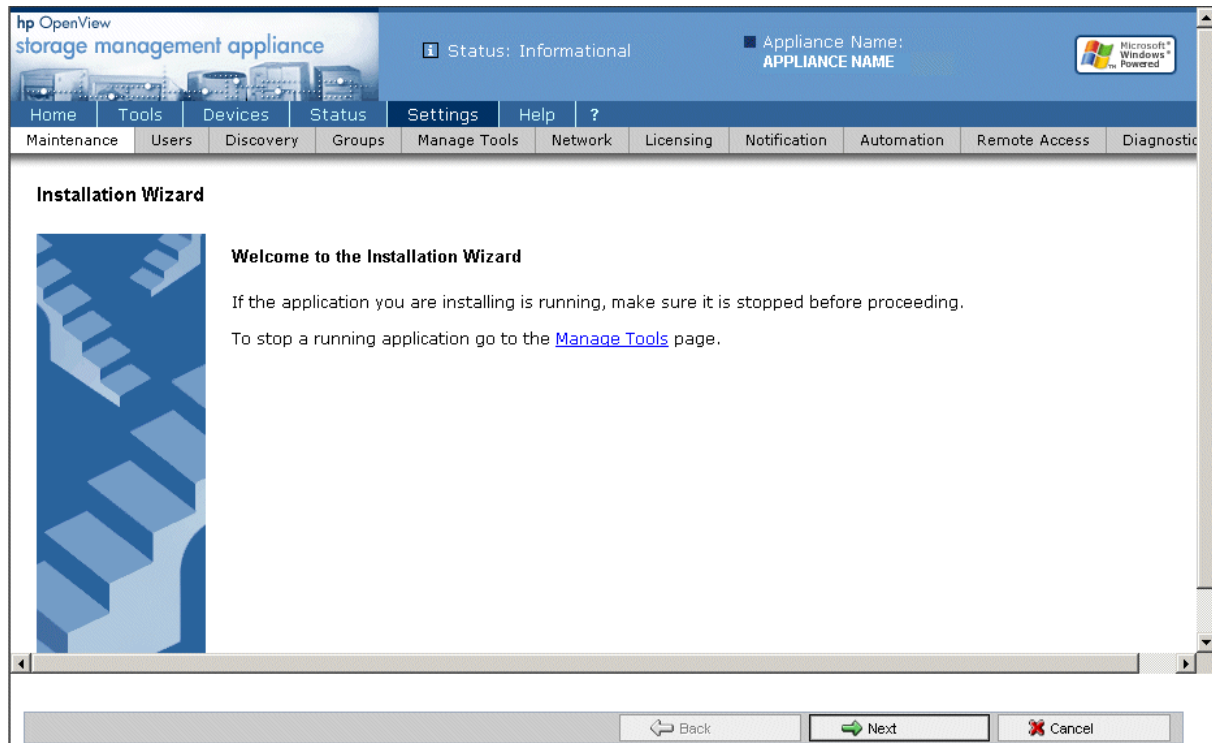 hp OpenView
storage management appliance
Status: Informational
Appliance Name:
APPLIANCE NAME
Microsoft
Windows
TM Powered
Home Tools Devices Status Settings Help ?
Maintenance Users Discovery Groups Manage Tools Network Licensing Notification Automation Remote Access Diagnostic
Installation Wizard
Welcome to the Installation Wizard
If the application you are installing is running, make sure it is stopped before proceeding.
To stop a running application go to the Manage Tools page.
Back Next Cancel